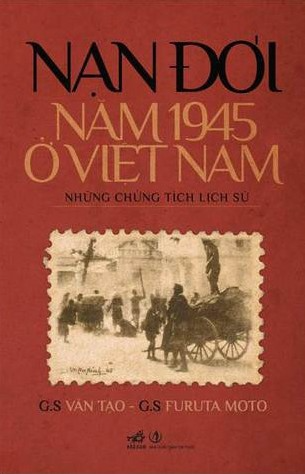 NẠN ĐÓI
NĂM 1945
Ở VIỆT NAM
NHỮNG CHỨNG TÍCH LỊCH SỬ
G.S VĂN TẠO - G.S FURUTA MOTO